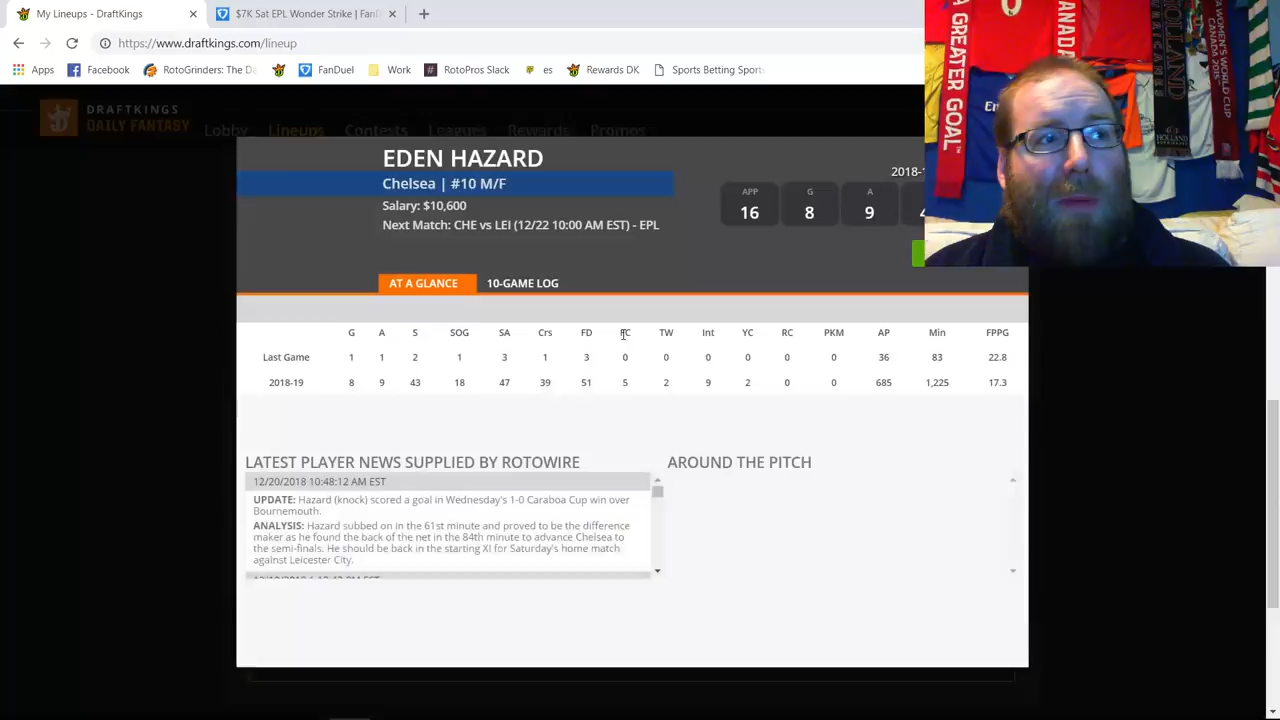 My Lineups - DraftKings
$7K Sat EPL Wonder Strike | FanD
https://www.draftkings.com/lineup
Apps
Facebook
RotoGrinders: The Da
FanDuel
Work
RotoPros Slack
es
Rewards DK
Sports Betting Sport
DRAFTKINGS
DAILY FANTASY
Lobby Lineups Contests Leagues Rewards Promos
EDEN HAZARD
Chelsea | #10 M/F
Salary: $10,600
Next Match: CHE vs LEI (12/22 10:00 AM EST) - EPL
2018-1
APP G A
16 8 9
AT A GLANCE 10-GAME LOG
G A S SOG SA Crs FD FC TW Int YC RC PKM AP Min FPPG
Last Game 1 1 2 1 3 1 3 0 0 0 0 0 0 36 83 22.8
2018-19 8 9 43 18 47 39 51 5 2 9 2 0 0 685 1,225 17.3
LATEST PLAYER NEWS SUPPLIED BY ROTOWIRE
AROUND THE PITCH
12/20/2018 10:48:12 AM EST
UPDATE: Hazard (knock) scored a goal in Wednesday's 1-0 Caraboa Cup win over
Bournemouth.
ANALYSIS: Hazard subbed on in the 61st minute and proved to be the difference
maker as he found the back of the net in the 84th minute to advance Chelsea to
the semi-finals. He should be back in the starting XI for Saturday's home match
against Leicester City.
A GREATER GOAL
CANADA
HOLLAND
HOLLAND